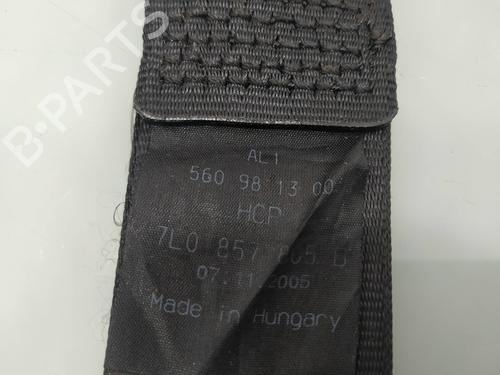 B-PARTS
AL1
560 98 13 00
HCP
7L0 857 805 G
07.11.2005
Made in Hungary